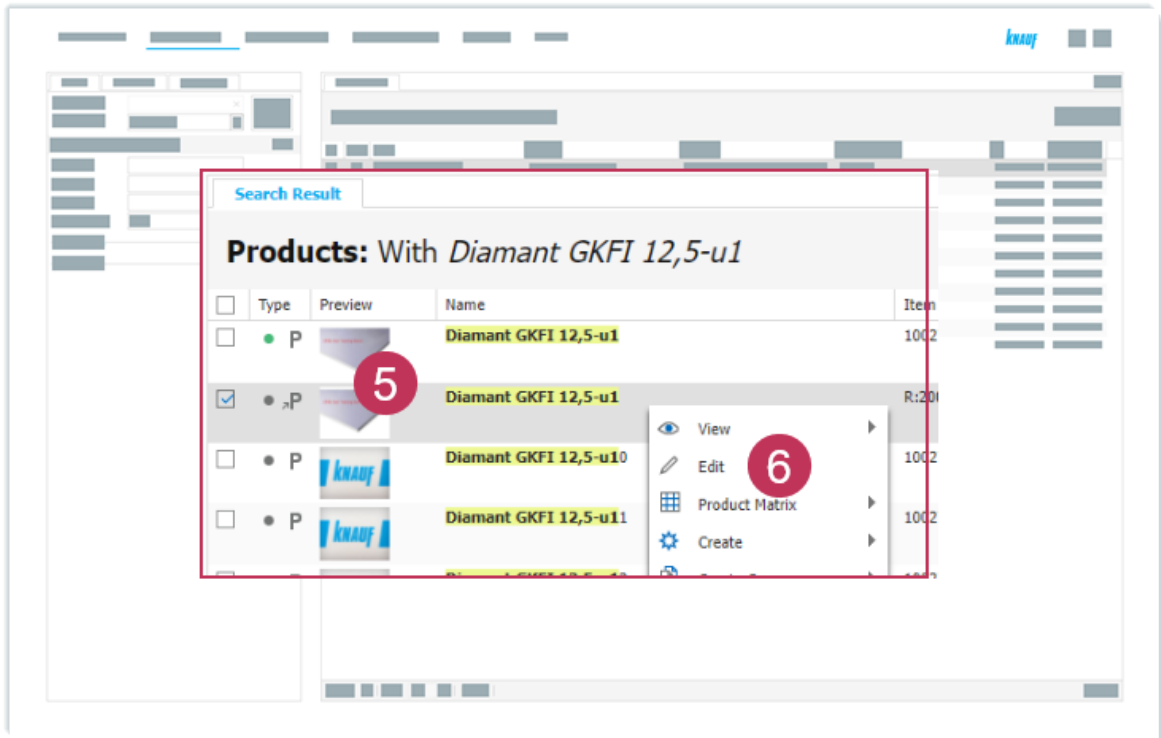 KNAUF
Search Result
Products: With Diamant GKFI 12,5-u1
Type Preview Name Item
P Diamant GKFI 12,5-u1 1002
5
P Diamant GKFI 12,5-u1 R:200
View
P KNAUF Diamant GKFI 12,5-u10 1002
Edit 6
Product Matrix
P KNAUF Diamant GKFI 12,5-u11 1002
Create